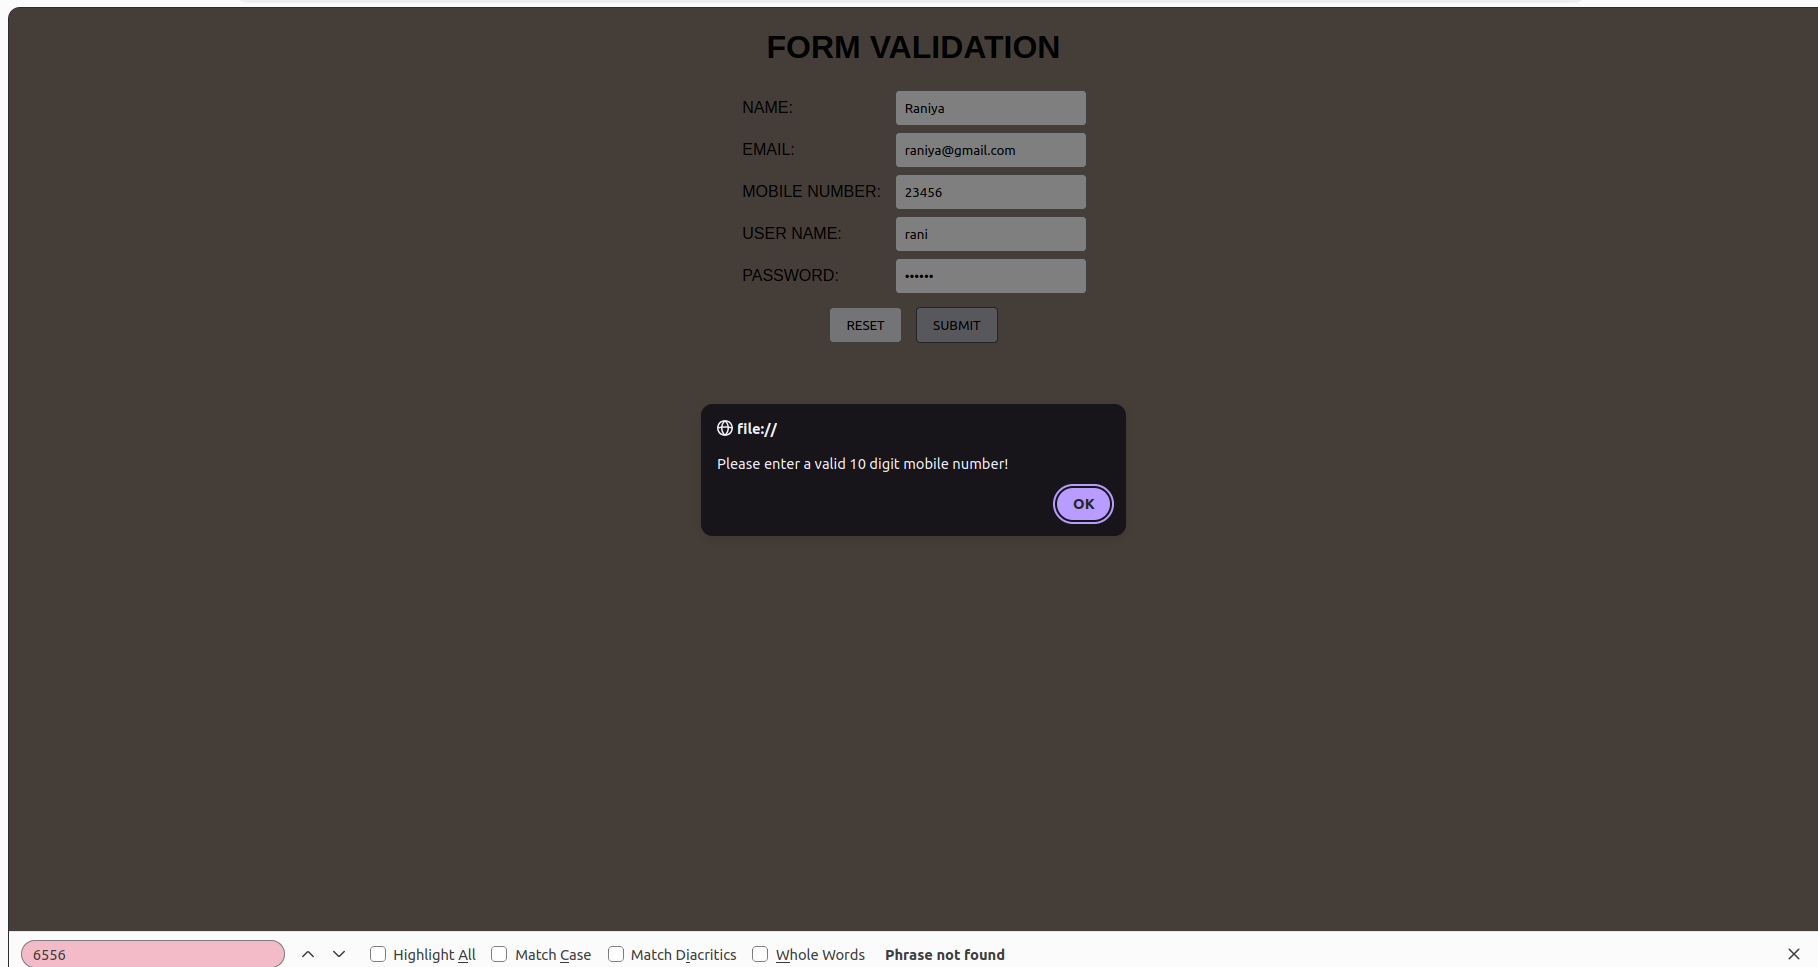 FORM VALIDATION
NAME: Raniya
EMAIL: raniya@gmail.com
MOBILE NUMBER: 23456
USER NAME: rani
PASSWORD: ••••••
RESET SUBMIT
file://
Please enter a valid 10 digit mobile number!
OK
6556 Highlight All Match Case Match Diacritics Whole Words Phrase not found